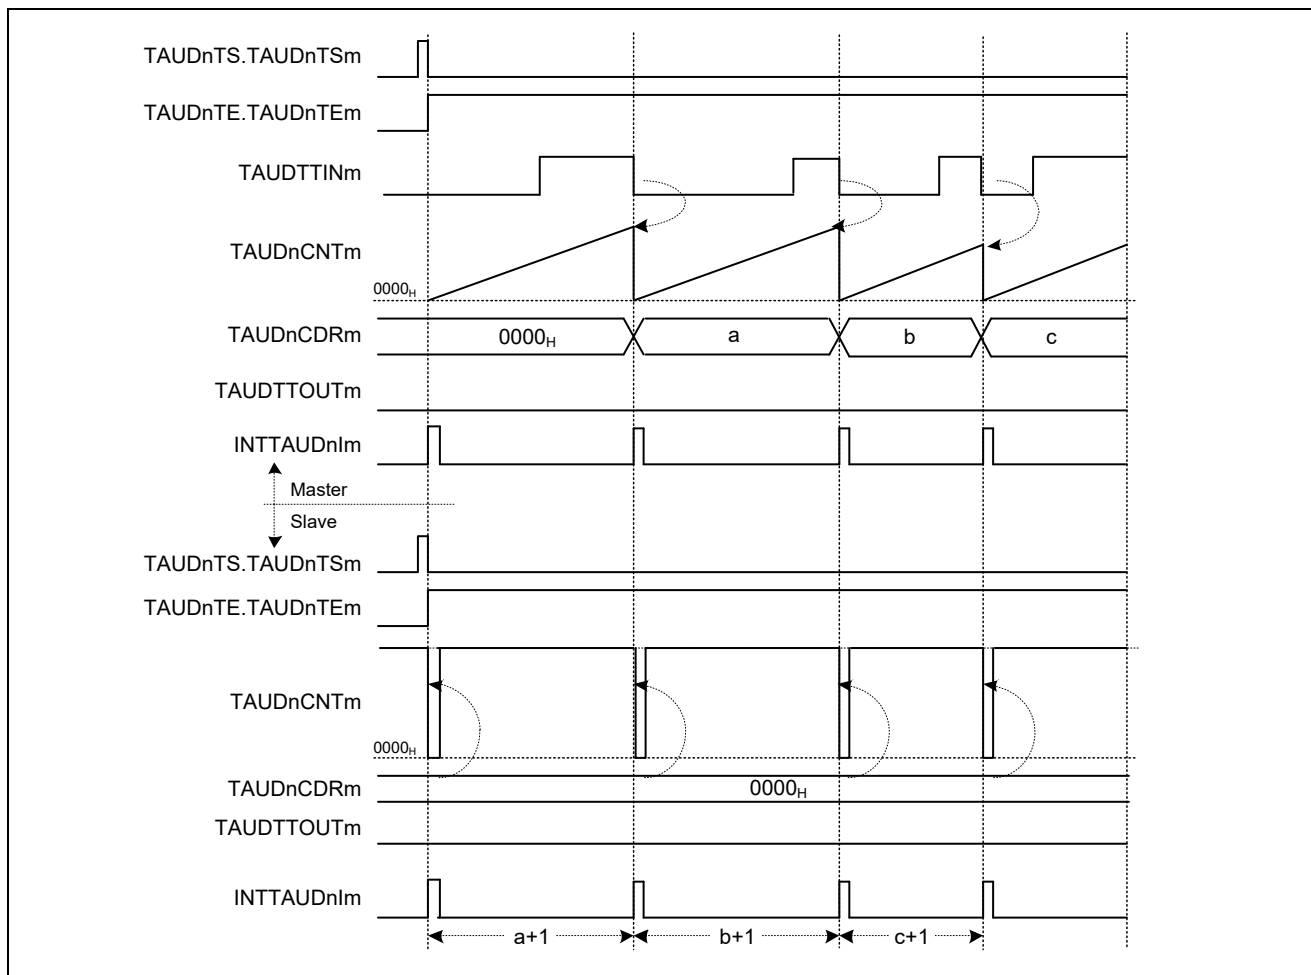 TAUDnTS.TAUDnTSm
TAUDnTE.TAUDnTEm
TAUDTTINm
TAUDnCNTm
0000H
TAUDnCDRm 0000H a b c
TAUDTTOUTm
INTTAUDnIm
Master
Slave
TAUDnTS.TAUDnTSm
TAUDnTE.TAUDnTEm
TAUDnCNTm
0000H
TAUDnCDRm 0000H
TAUDTTOUTm
INTTAUDnIm
a+1 b+1 c+1